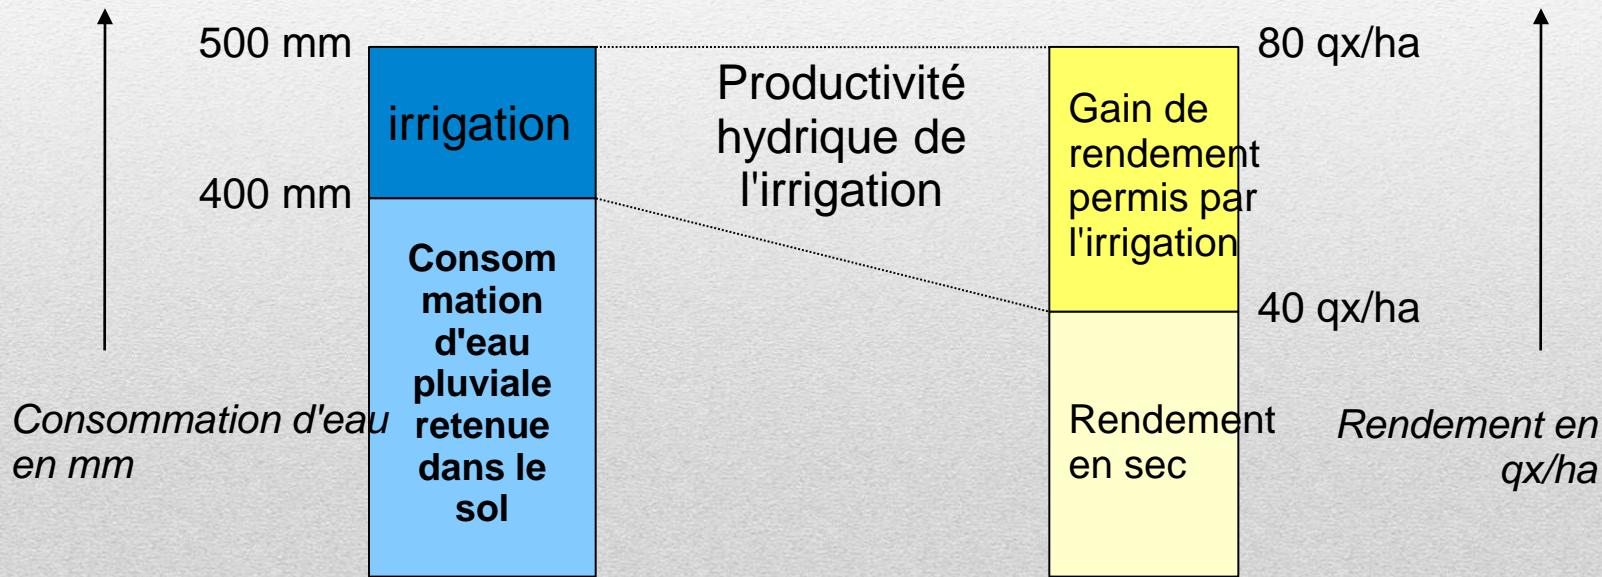 500 mm
400 mm
irrigation
Consom
mation
d'eau
pluviale
retenue
dans le
sol
Consommation d'eau
en mm
Productivité
hydrique de
l'irrigation
Gain de
rendement
permis par
l'irrigation
Rendement
en sec
80 qx/ha
40 qx/ha
Rendement en
qx/ha